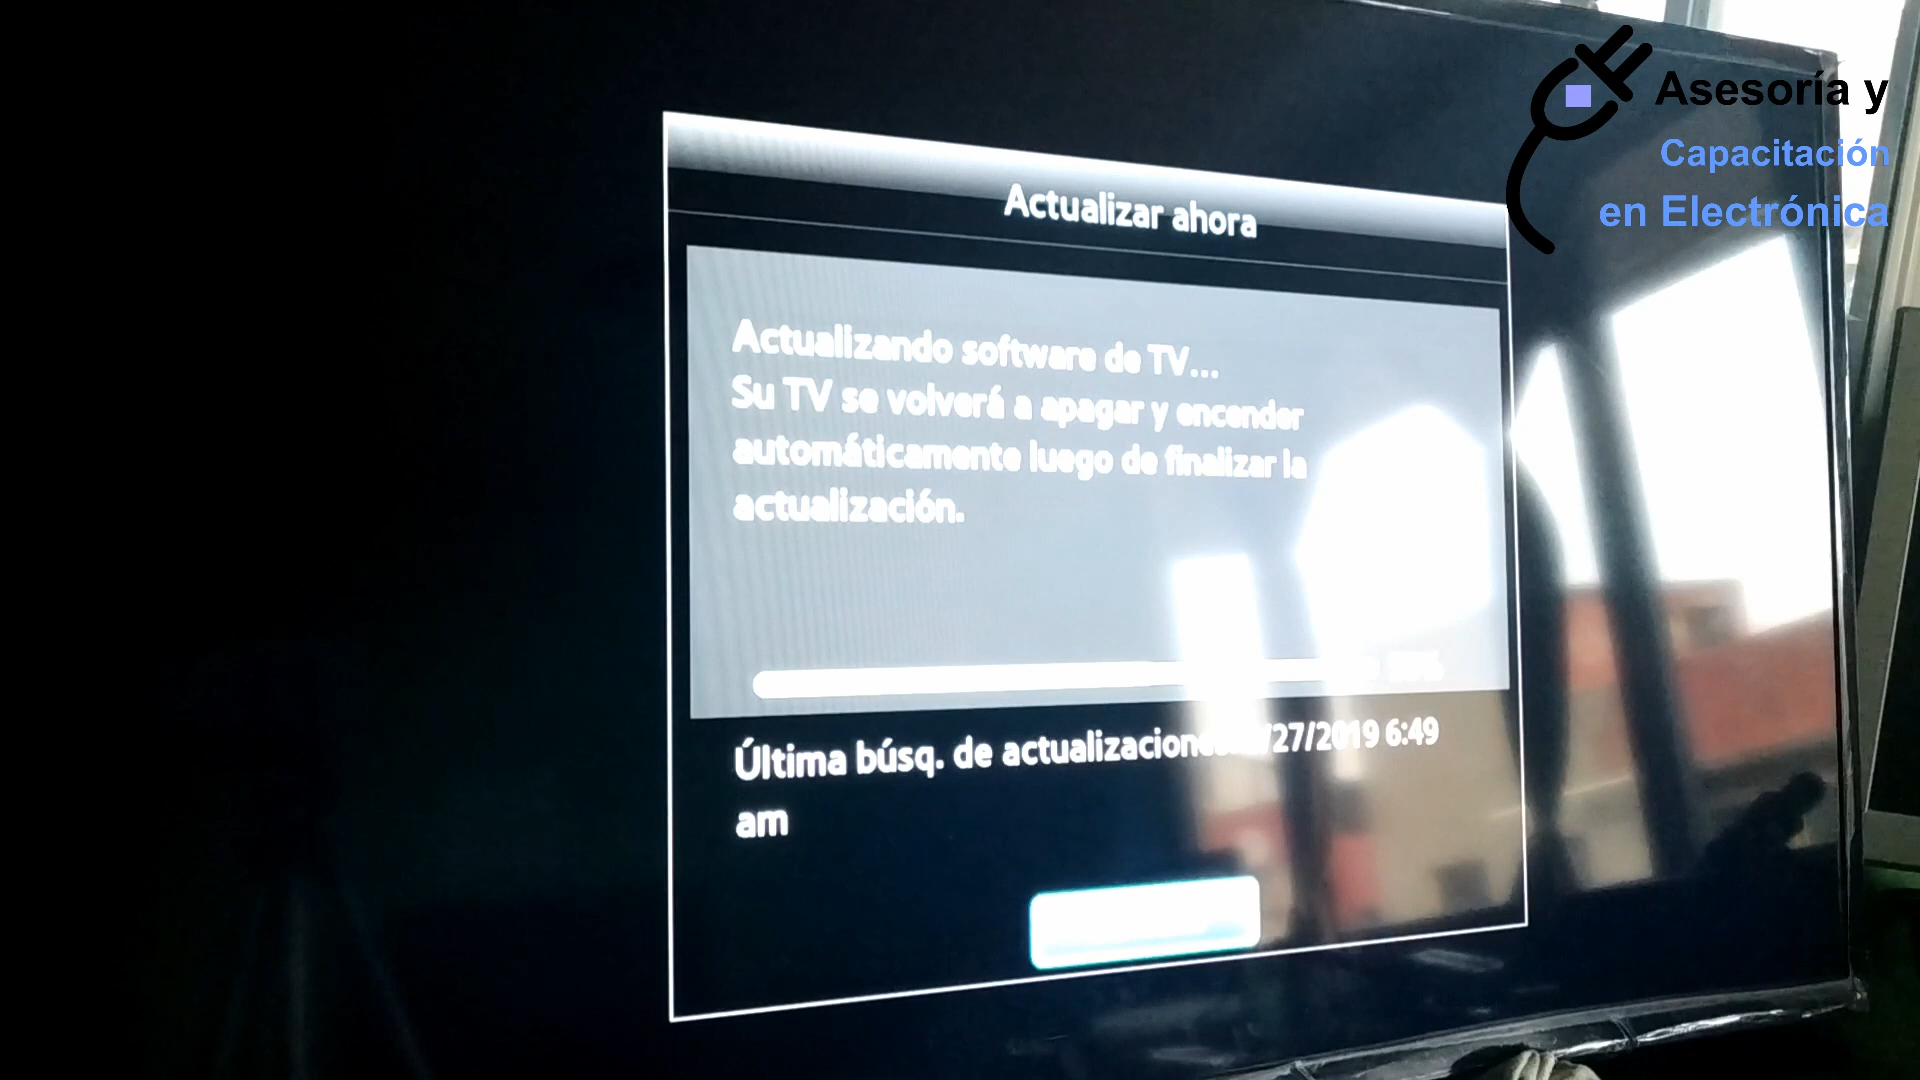 Asesoría y
Capacitación
en Electrónica
Actualizar ahora
Actualizando software de TV...
Su TV se volverá a apagar y encender
automáticamente luego de finalizar la
actualización.
Última búsq. de actualizaciones /27/2019 6:49
am